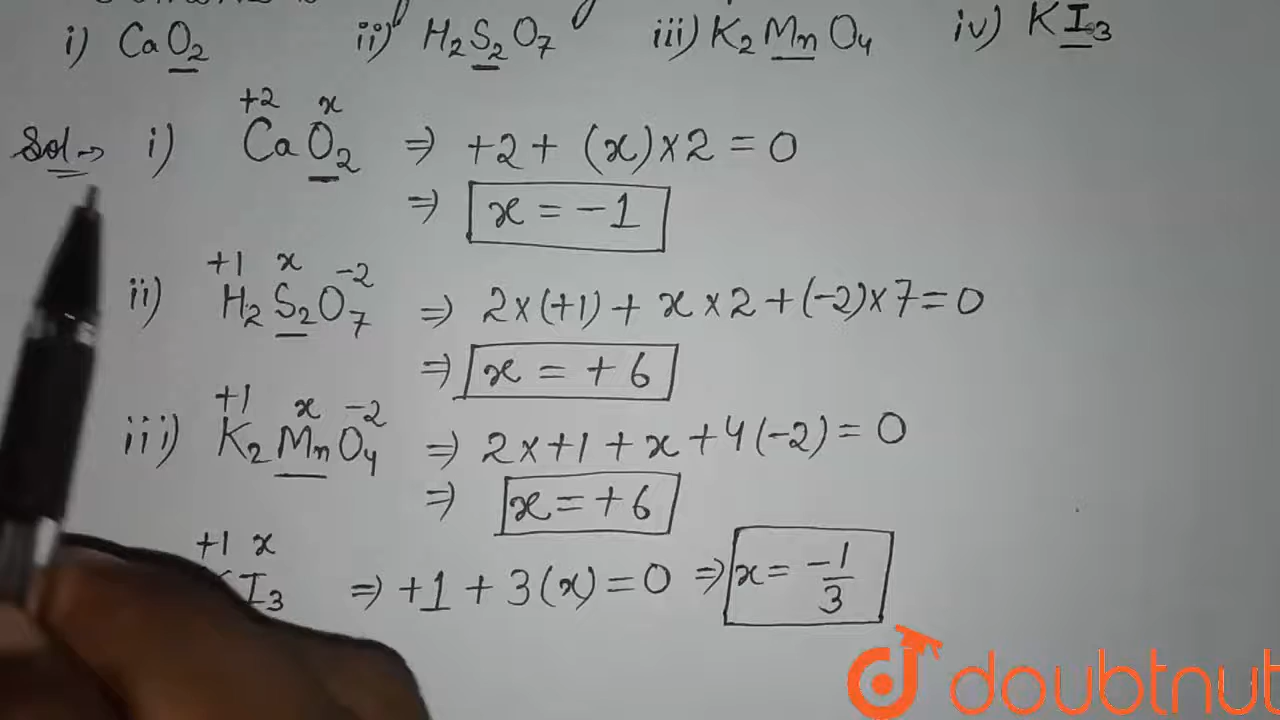 i) CaO2 ii) H2S2O7 iii) K2MnO4 iv) KI3
Sol→ i) +2 x CaO2 ⇒ +2 + (x)×2 = 0
⇒ x = -1
ii) +1 x -2 H2S2O7 ⇒ 2×(+1) + x×2 + (-2)×7 = 0
⇒ x = +6
iii) +1 x -2 K2MnO4 ⇒ 2×+1 + x + 4(-2) = 0
⇒ x = +6
+1 x KI3 ⇒ +1 + 3(x) = 0 ⇒ x = -1/3
doubtnut